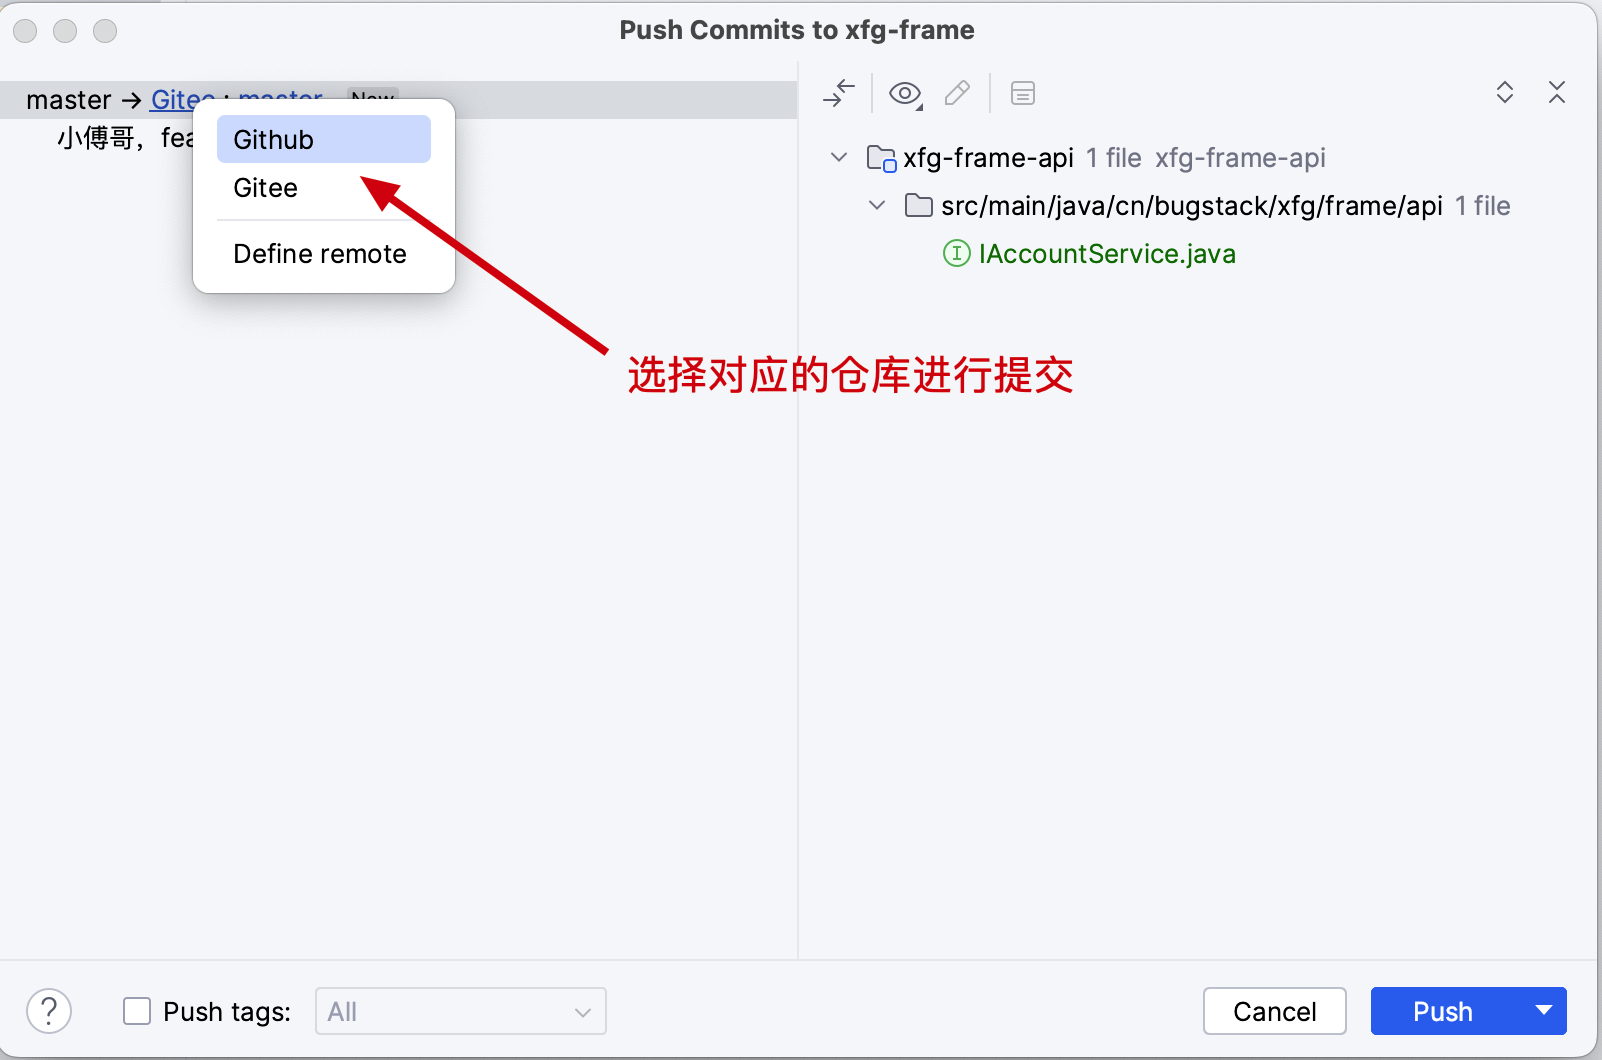 Push Commits to xfg-frame
master → Gitee : master New
小傅哥，fea
Github
Gitee
Define remote
xfg-frame-api 1 file xfg-frame-api
src/main/java/cn/bugstack/xfg/frame/api 1 file
IAccountService.java
选择对应的仓库进行提交
? Push tags: All
Cancel
Push